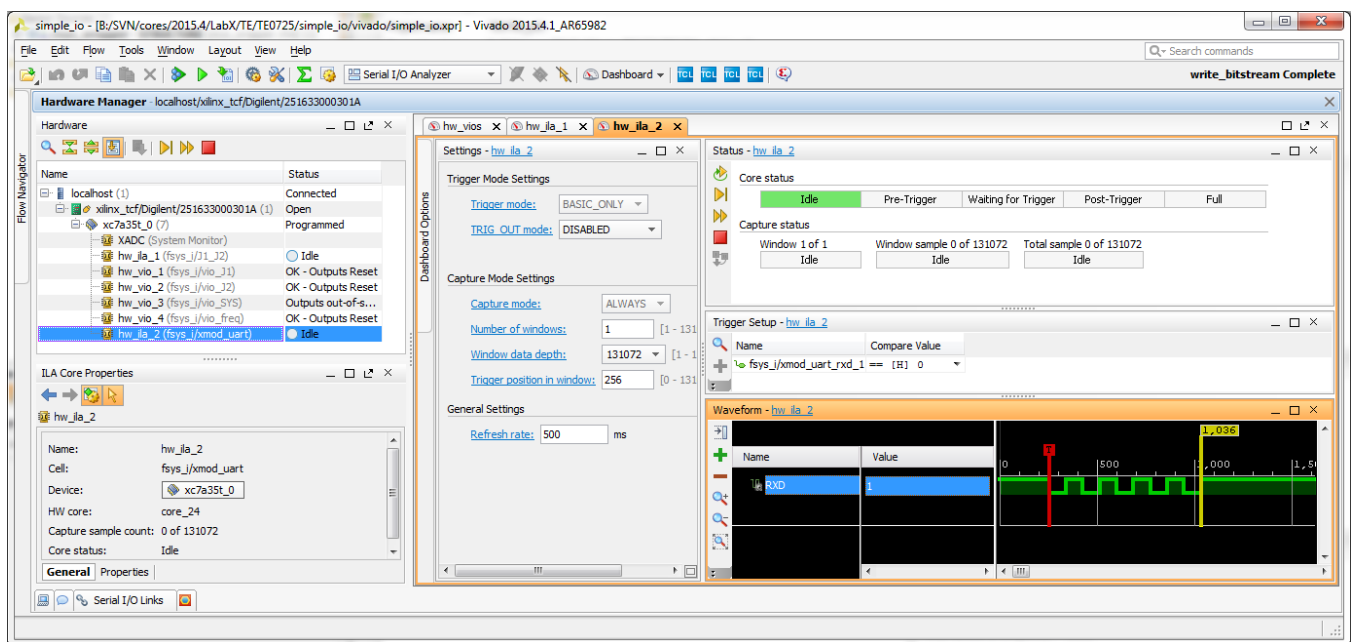 simple_io - [B:/SVN/cores/2015.4/LabX/TE/TE0725/simple_io/vivado/simple_io.xpr] - Vivado 2015.4.1_AR65982
File Edit Flow Tools Window Layout View Help
Search commands
Serial I/O Analyzer
Dashboard
TCL TCL TCL TCL
write_bitstream Complete
Flow Navigator
Hardware Manager - localhost/xilinx_tcf/Digilent/251633000301A
Hardware
Name Status
localhost (1) Connected
xilinx_tcf/Digilent/251633000301A (1) Open
xc7a35t_0 (7) Programmed
XADC (System Monitor)
hw_ila_1 (fsys_i/J1_J2) Idle
hw_vio_1 (fsys_i/vio_J1) OK - Outputs Reset
hw_vio_2 (fsys_i/vio_J2) OK - Outputs Reset
hw_vio_3 (fsys_i/vio_SYS) Outputs out-of-s...
hw_vio_4 (fsys_i/vio_freq) OK - Outputs Reset
hw_ila_2 (fsys_i/xmod_uart) Idle
ILA Core Properties
hw_ila_2
Name: hw_ila_2
Cell: fsys_i/xmod_uart
Device: xc7a35t_0
HW core: core_24
Capture sample count: 0 of 131072
Core status: Idle
General Properties
Serial I/O Links
hw_vios hw_ila_1 hw_ila_2
Dashboard Options
Settings - hw_ila_2
Trigger Mode Settings
Trigger mode: BASIC_ONLY
TRIG_OUT mode: DISABLED
Capture Mode Settings
Capture mode: ALWAYS
Number of windows: 1 [1 - 131
Window data depth: 131072 [1 - 1
Trigger position in window: 256 [0 - 131
General Settings
Refresh rate: 500 ms
Status - hw_ila_2
Core status
Idle Pre-Trigger Waiting for Trigger Post-Trigger Full
Capture status
Window 1 of 1 Window sample 0 of 131072 Total sample 0 of 131072
Idle Idle Idle
Trigger Setup - hw_ila_2
Name Compare Value
fsys_i/xmod_uart_rxd_1 == [H] 0
Waveform - hw_ila_2
1,036
Name Value
T
0 500 ,000 1,5
RXD 1